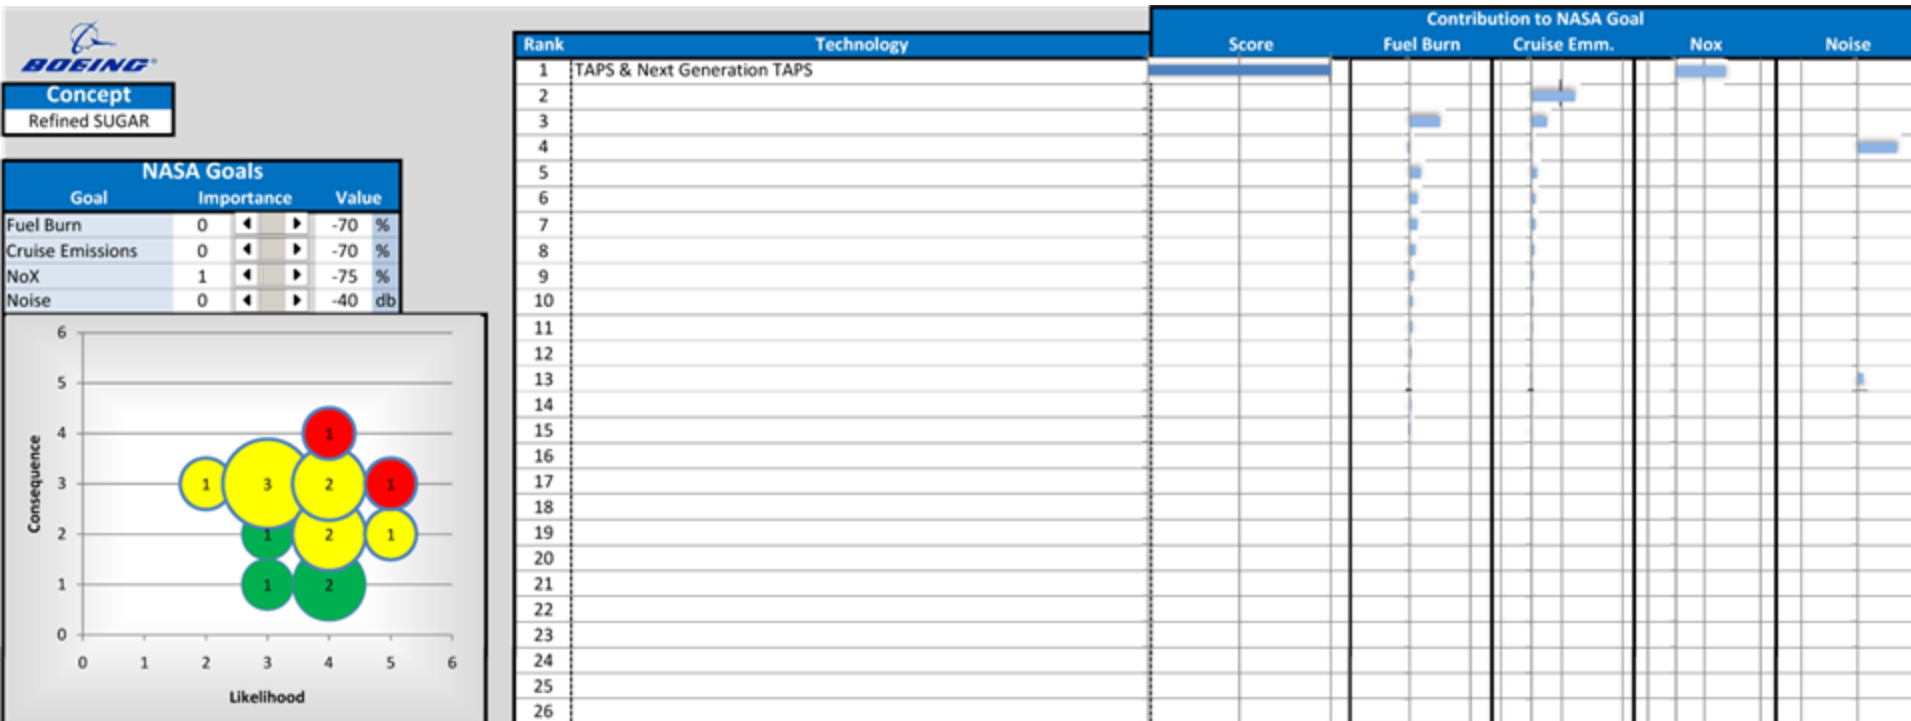 BOEING
Concept
Refined SUGAR
NASA Goals
Goal Importance Value
Fuel Burn 0 -70 %
Cruise Emissions 0 -70 %
NoX 1 -75 %
Noise 0 -40 db
6
5
4
3
2
1
0
0 1 2 3 4 5 6
Consequence
Likelihood
1
1 3 2 1
1 2 1
1 2
Contribution to NASA Goal
Rank Technology Score Fuel Burn Cruise Emm. Nox Noise
1 TAPS & Next Generation TAPS
2
3
4
5
6
7
8
9
10
11
12
13
14
15
16
17
18
19
20
21
22
23
24
25
26